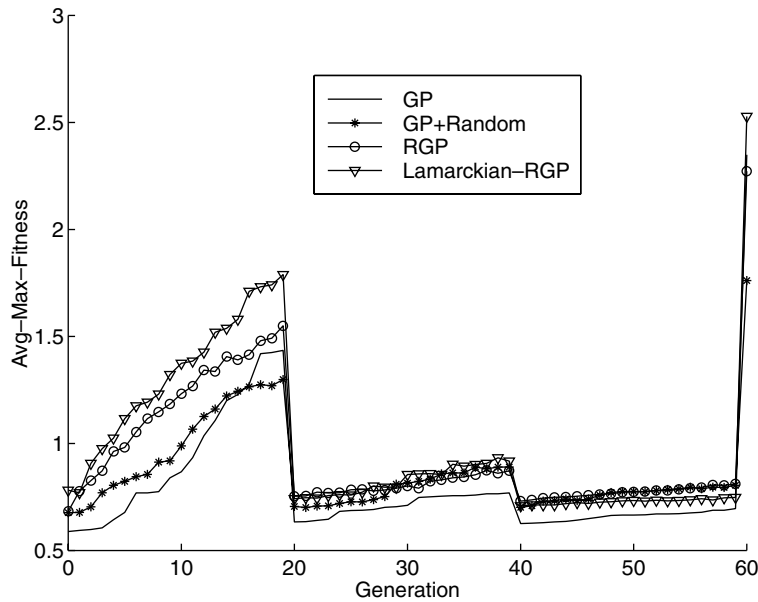 3
2.5
2
1.5
1
0.5
Avg–Max–Fitness
GP
GP+Random
RGP
Lamarckian–RGP
0 10 20 30 40 50 60
Generation